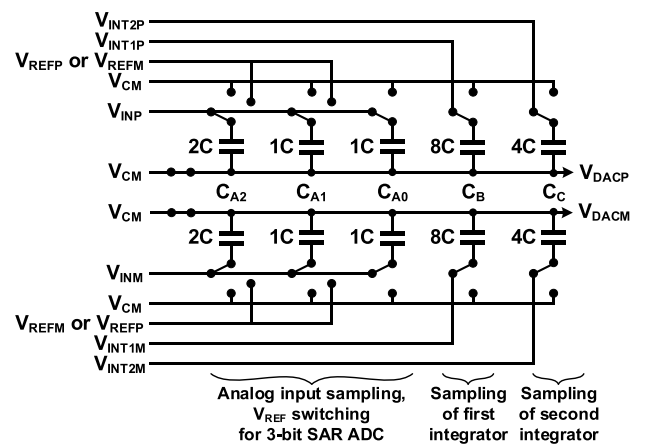 VINT2P
VINT1P
VREFP or VREFM
VCM
VINP
2C 1C 1C 8C 4C
VCM
VDACP
CA2 CA1 CA0 CB CC
VCM
VDACM
2C 1C 1C 8C 4C
VINM
VCM
VREFM or VREFP
VINT1M
VINT2M
Analog input sampling,
VREF switching
for 3-bit SAR ADC
Sampling
of first
integrator
Sampling
of second
integrator